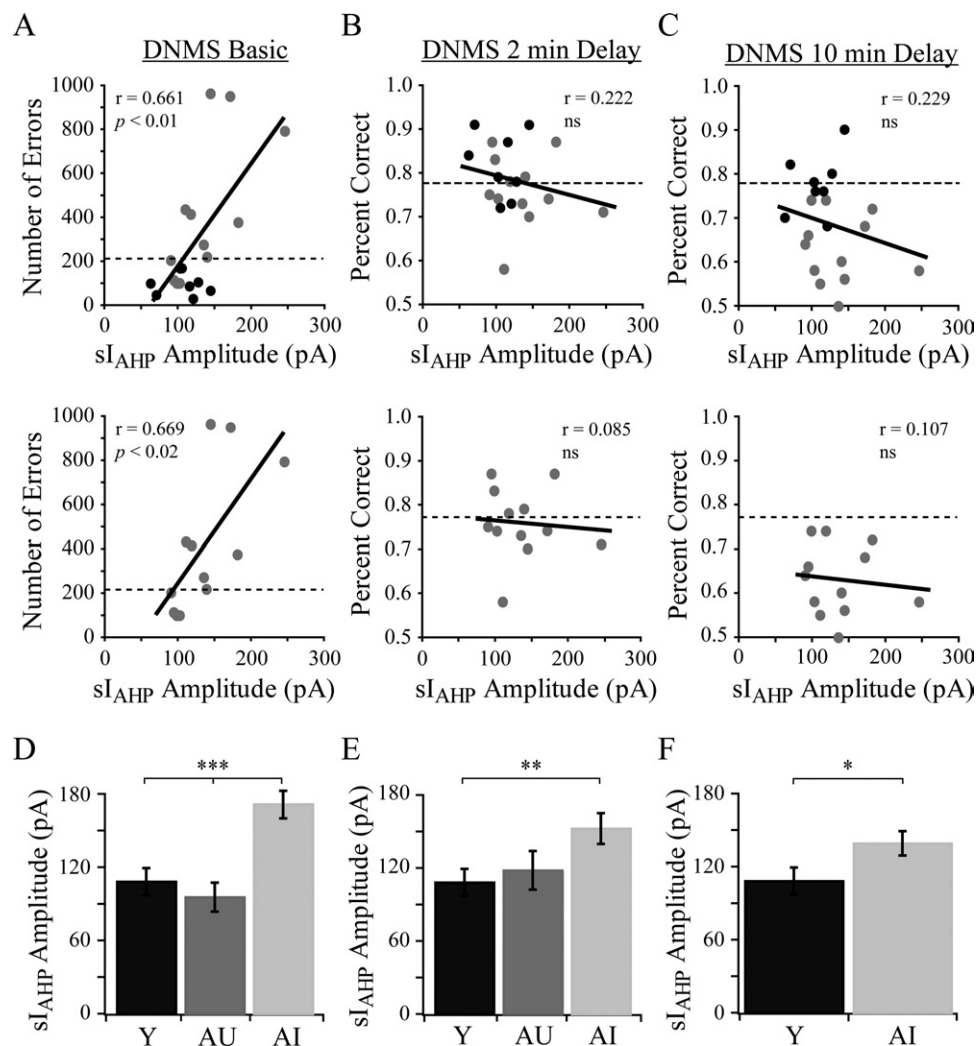 A
DNMS Basic
r = 0.661
p < 0.01
Number of Errors
1000
800
600
400
200
0
0
100
200
300
sIAHP Amplitude (pA)
B
DNMS 2 min Delay
r = 0.222
ns
Percent Correct
1.0
0.9
0.8
0.7
0.6
0.5
0
100
200
300
sIAHP Amplitude (pA)
C
DNMS 10 min Delay
r = 0.229
ns
Percent Correct
1.0
0.9
0.8
0.7
0.6
0.5
0
100
200
300
sIAHP Amplitude (pA)
r = 0.669
p < 0.02
Number of Errors
1000
800
600
400
200
0
0
100
200
300
sIAHP Amplitude (pA)
r = 0.085
ns
Percent Correct
1.0
0.9
0.8
0.7
0.6
0.5
0
100
200
300
sIAHP Amplitude (pA)
r = 0.107
ns
Percent Correct
1.0
0.9
0.8
0.7
0.6
0.5
0
100
200
300
sIAHP Amplitude (pA)
D
***
sIAHP Amplitude (pA)
180
120
60
0
Y AU AI
E
**
sIAHP Amplitude (pA)
180
120
60
0
Y AU AI
F
*
sIAHP Amplitude (pA)
180
120
60
0
Y AI